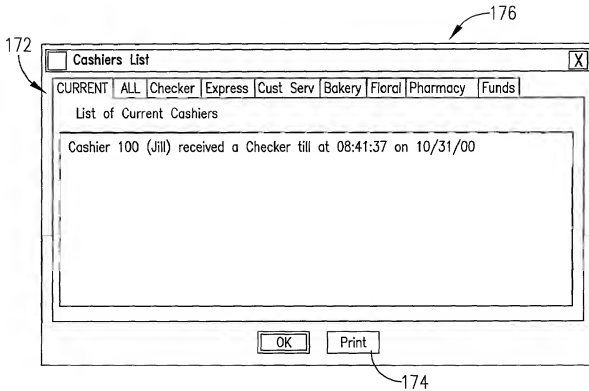 176
172
Cashiers List X
CURRENT ALL Checker Express Cust Serv Bakery Floral Pharmacy Funds
List of Current Cashiers
Cashier 100 (Jill) received a Checker till at 08:41:37 on 10/31/00
OK Print
174